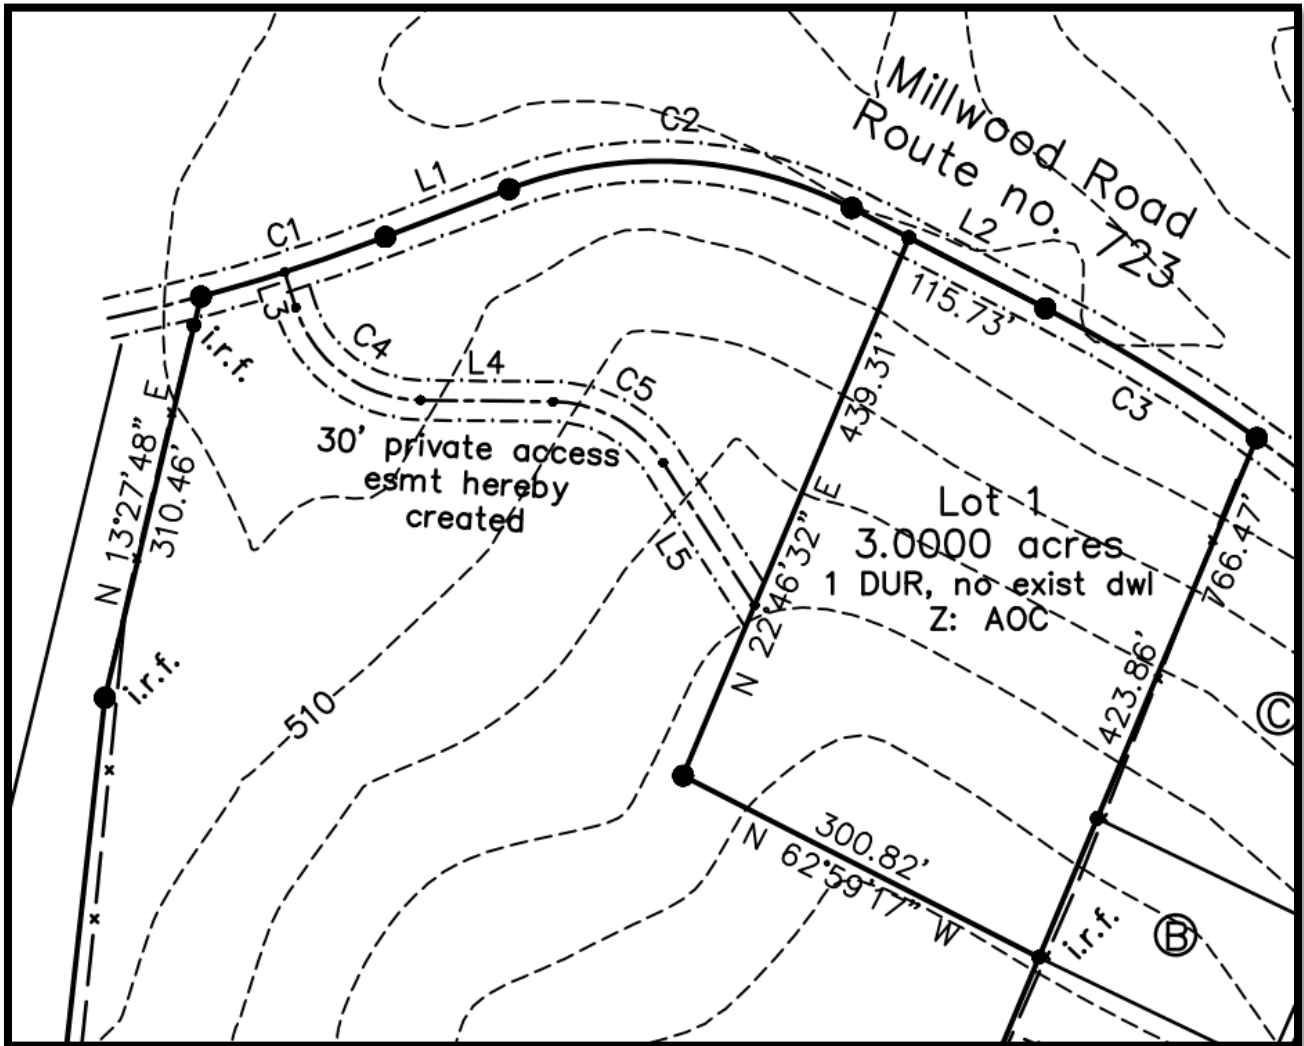 C2
Millwood Road
Route no. 723
L1
C1
L2
115.73'
L3
i.r.f.
C4
L4
C5
C3
439.31'
30' private access
esmt hereby
created
N 13°27'48" E
310.46'
L5
Lot 1
3.0000 acres
1 DUR, no exist dwl
Z: AOC
766.47'
N 22°46'32" E
i.r.f.
423.86'
510
C
300.82'
N 62°59'17" W
i.r.f.
B